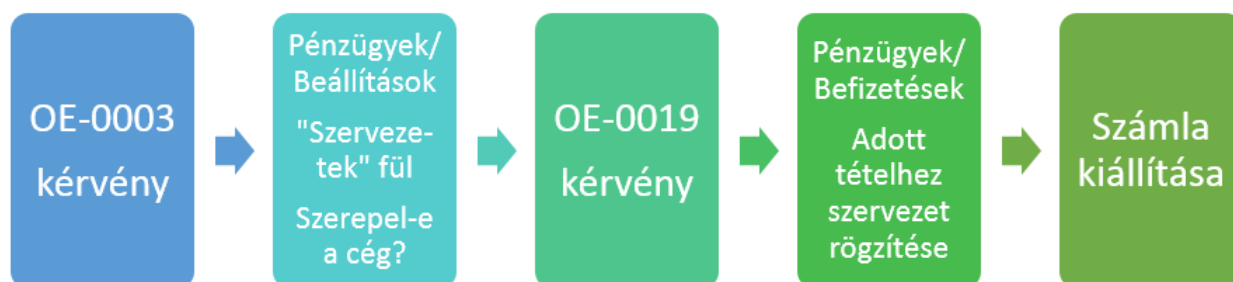 OE-0003
kérvény
Pénzügyek/
Beállítások
"Szerveze-
tek" fül
Szerepel-e
a cég?
OE-0019
kérvény
Pénzügyek/
Befizetések
Adott
tételhez
szervezet
rögzítése
Számla
kiállítása